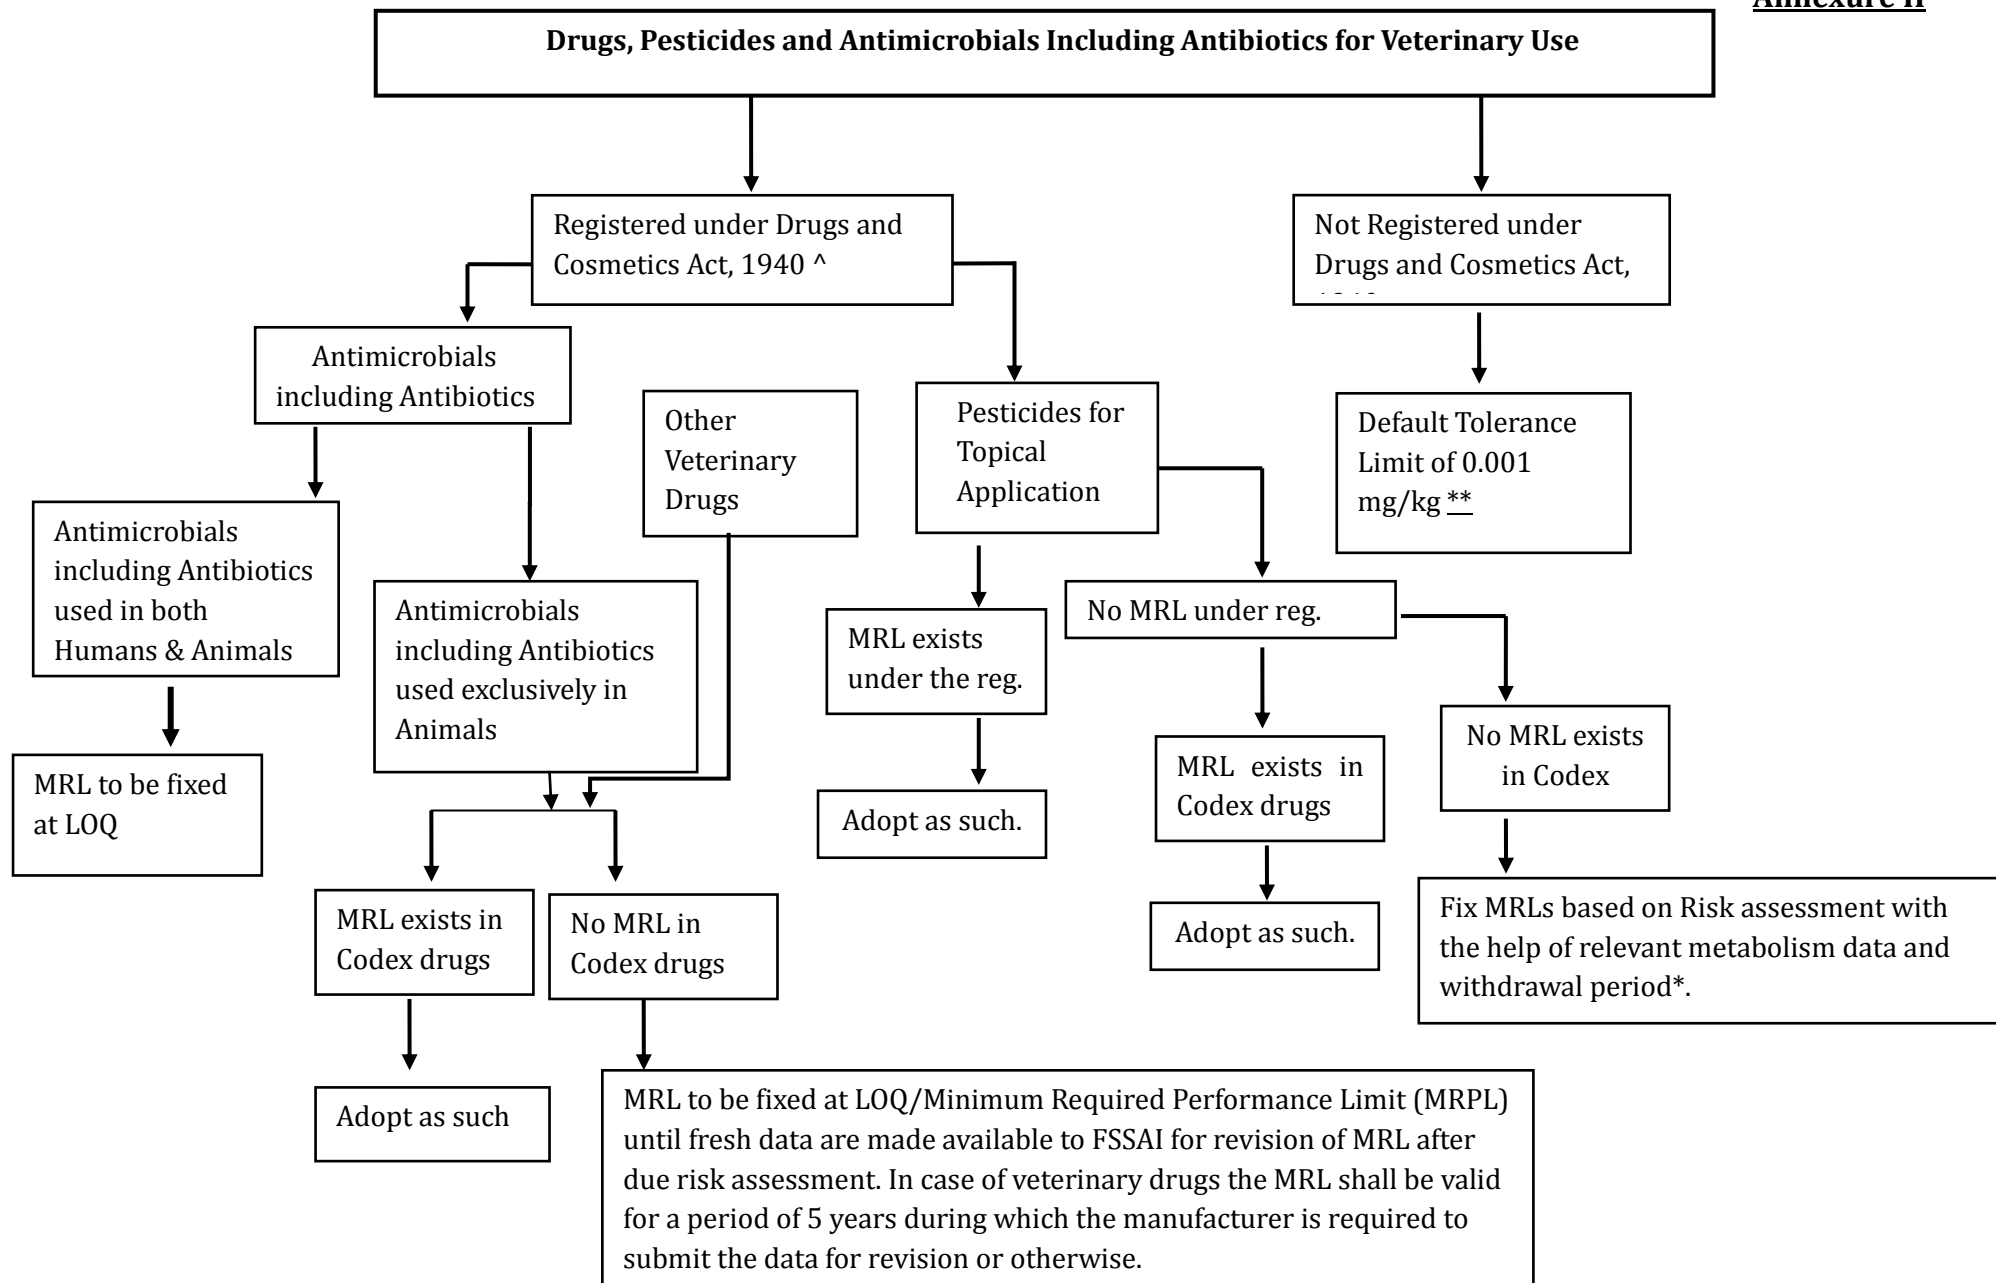 Annexure II
Drugs, Pesticides and Antimicrobials Including Antibiotics for Veterinary Use
Registered under Drugs and
Cosmetics Act, 1940 ^
Not Registered under
Drugs and Cosmetics Act,
Antimicrobials
including Antibiotics
Other
Veterinary
Drugs
Pesticides for
Topical
Application
Default Tolerance
Limit of 0.001
mg/kg **
Antimicrobials
including Antibiotics
used in both
Humans & Animals
Antimicrobials
including Antibiotics
used exclusively in
Animals
MRL exists
under the reg.
No MRL under reg.
MRL to be fixed
at LOQ
Adopt as such.
MRL exists in
Codex drugs
No MRL exists
in Codex
MRL exists in
Codex drugs
No MRL in
Codex drugs
Adopt as such.
Fix MRLs based on Risk assessment with
the help of relevant metabolism data and
withdrawal period*.
Adopt as such
MRL to be fixed at LOQ/Minimum Required Performance Limit (MRPL)
until fresh data are made available to FSSAI for revision of MRL after
due risk assessment. In case of veterinary drugs the MRL shall be valid
for a period of 5 years during which the manufacturer is required to
submit the data for revision or otherwise.